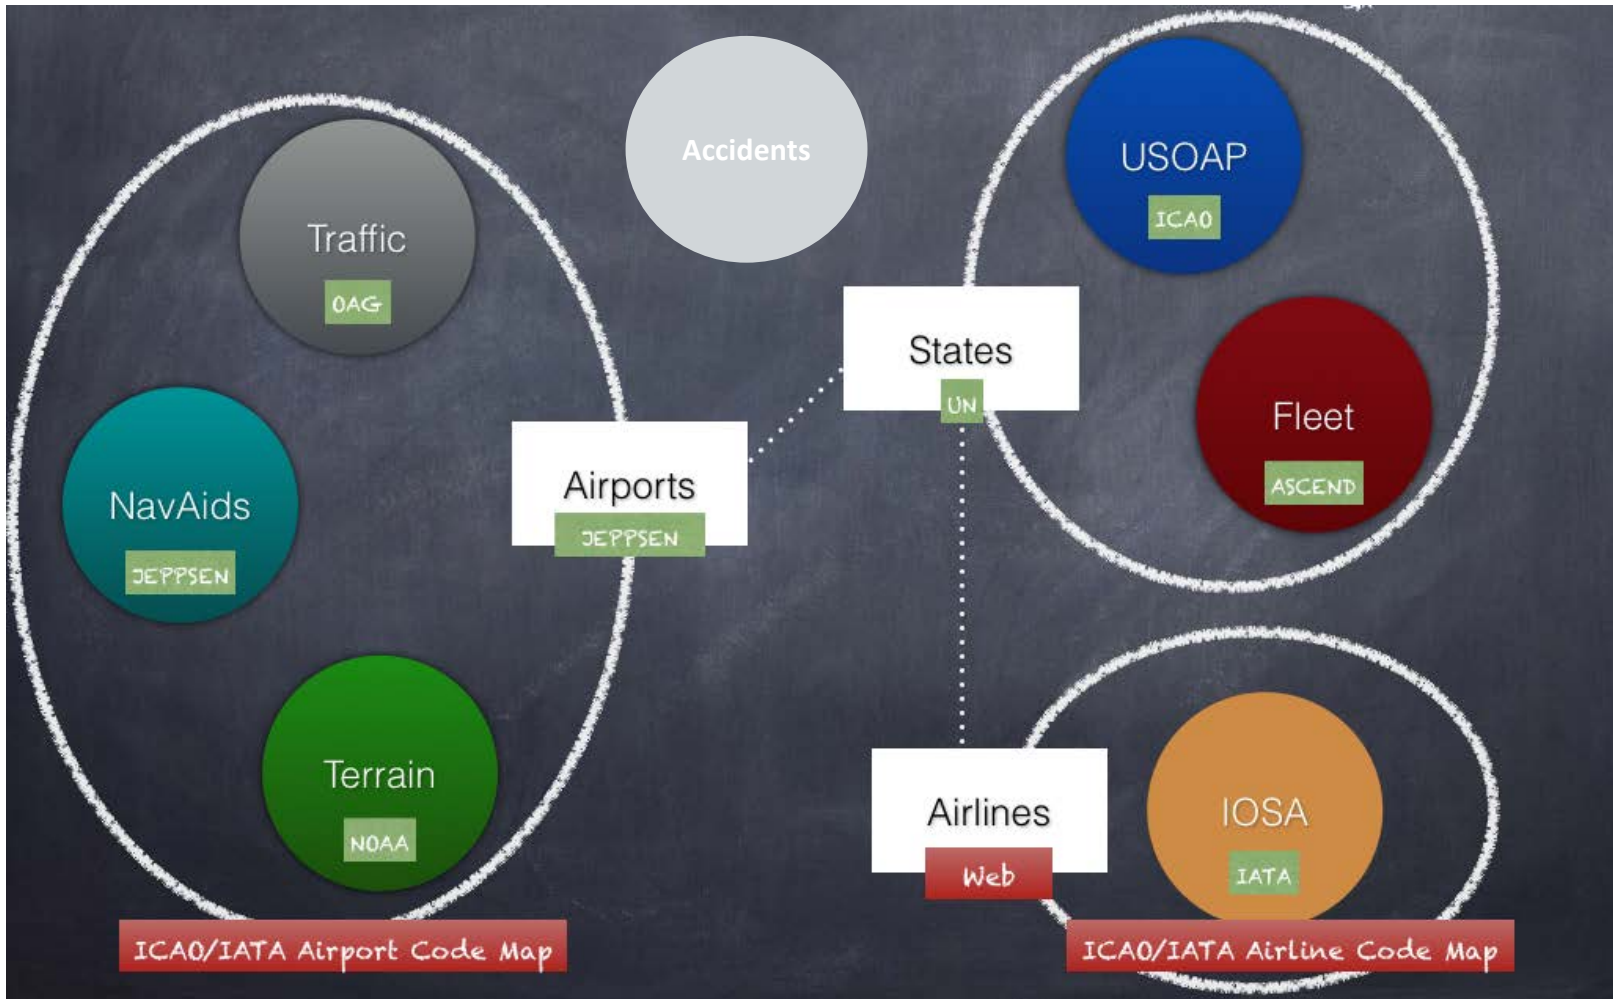 Accidents
USOAP
ICAO
Traffic
OAG
States
UN
Fleet
ASCEND
Airports
JEPPSEN
NavAids
JEPPSEN
Terrain
NOAA
Airlines
Web
IOSA
IATA
ICAO/IATA Airport Code Map
ICAO/IATA Airline Code Map